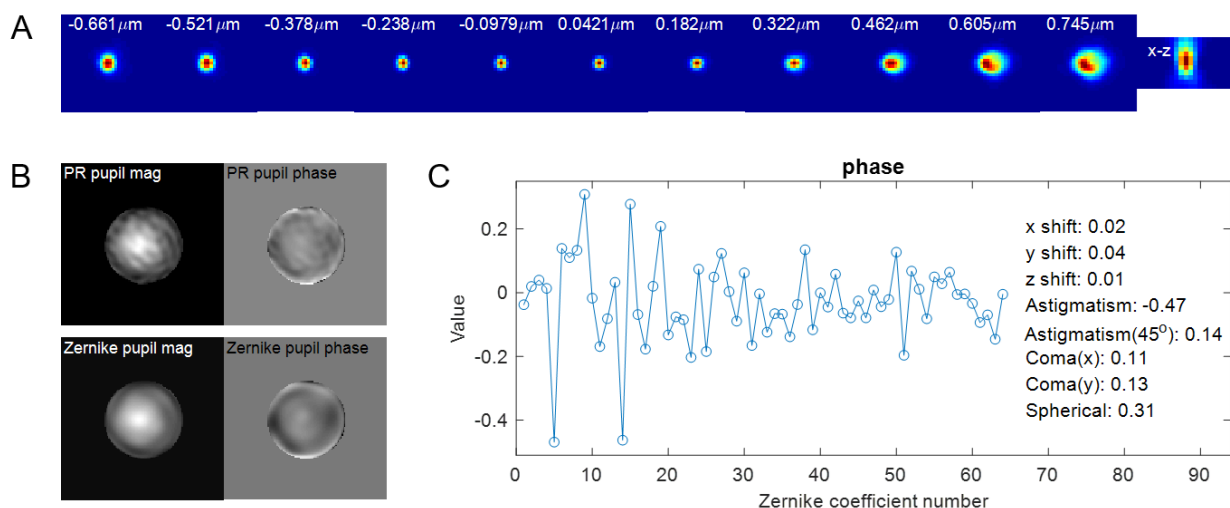 A
-0.661μm -0.521μm -0.378μm -0.238μm -0.0979μm 0.0421μm 0.182μm 0.322μm 0.462μm 0.605μm 0.745μm
x-z
B
PR pupil mag
PR pupil phase
Zernike pupil mag
Zernike pupil phase
C
phase
Value
0.2
0
-0.2
-0.4
x shift: 0.02
y shift: 0.04
z shift: 0.01
Astigmatism: -0.47
Astigmatism(45°): 0.14
Coma(x): 0.11
Coma(y): 0.13
Spherical: 0.31
0 10 20 30 40 50 60 70 80 90
Zernike coefficient number